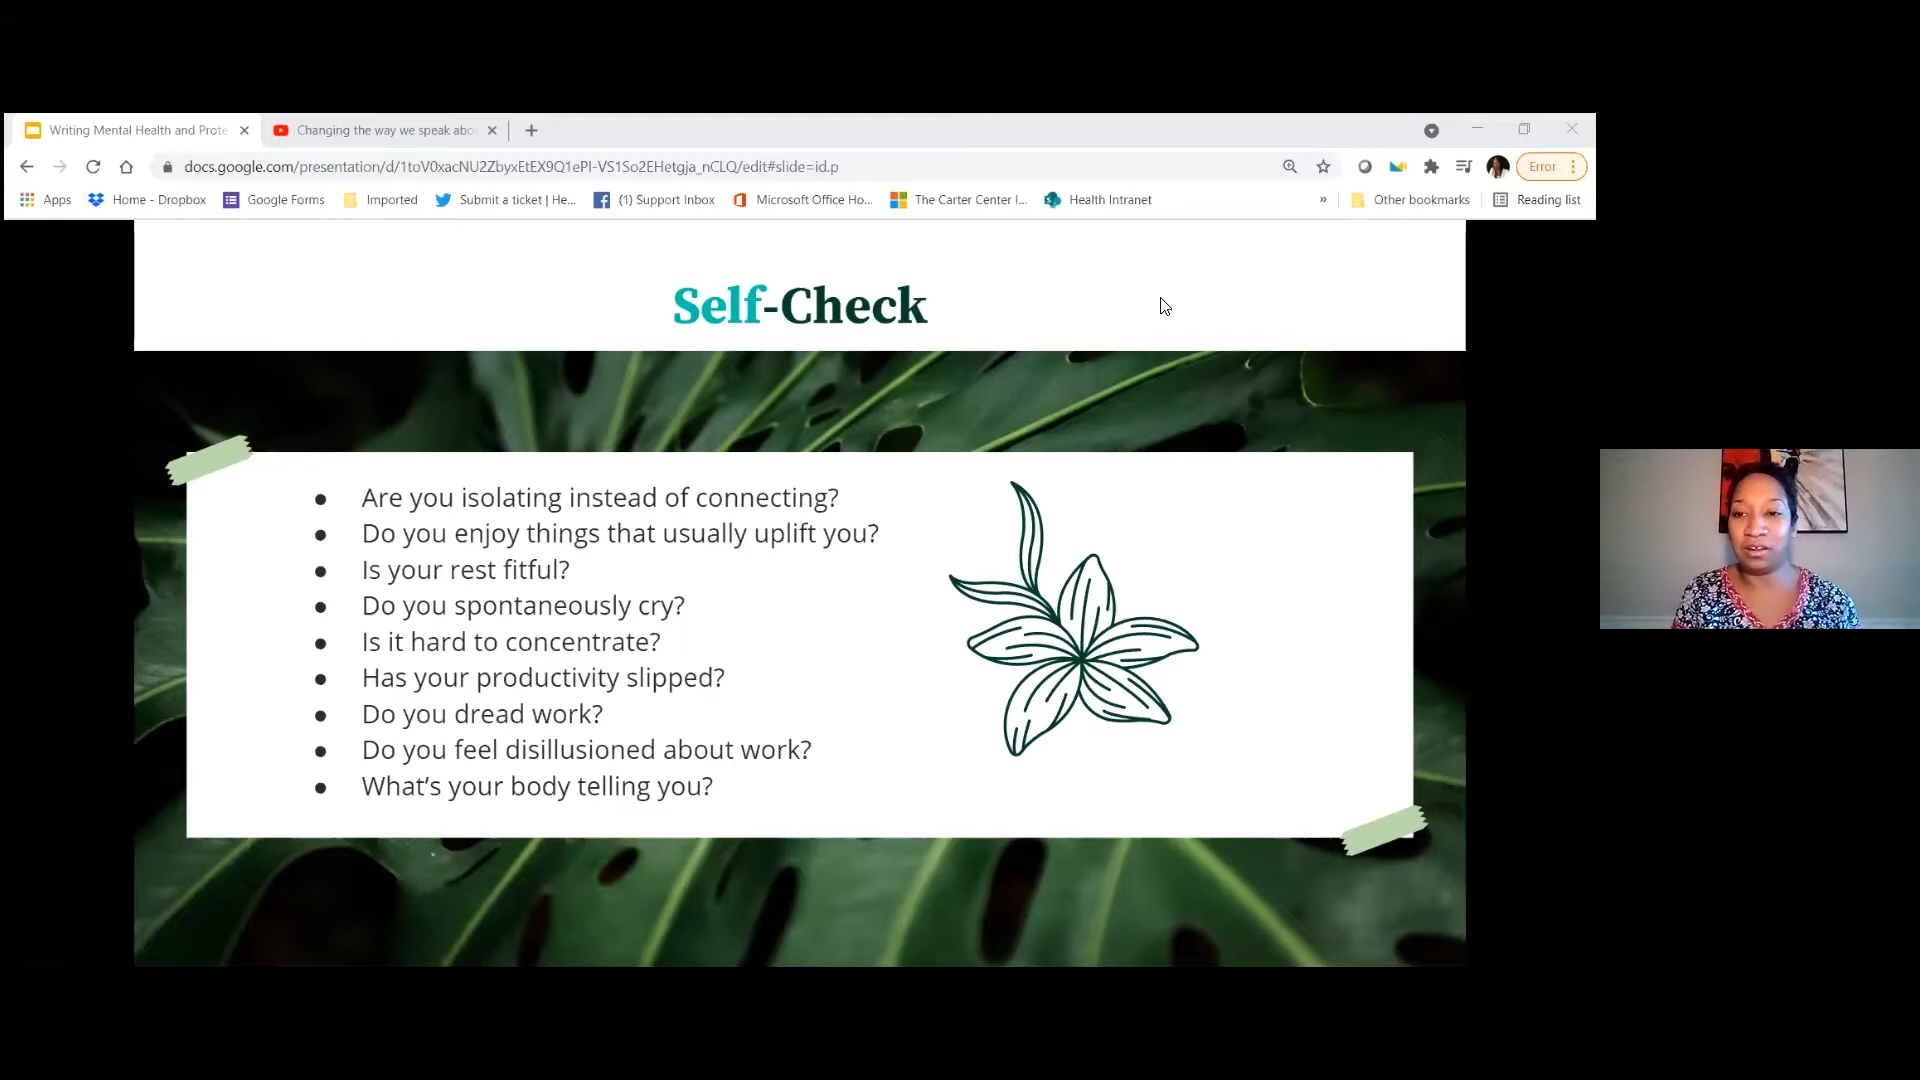 Writing Mental Health and Prote
Changing the way we speak abo
docs.google.com/presentation/d/1toV0xacNU2ZbyxEtEX9Q1ePI-VS1So2EHetgja_nCLQ/edit#slide=id.p
Error
Apps
Home - Dropbox
Google Forms
Imported
Submit a ticket | He...
(1) Support Inbox
Microsoft Office Ho...
The Carter Center I...
Health Intranet
»
Other bookmarks
Reading list
Self-Check
● Are you isolating instead of connecting?
● Do you enjoy things that usually uplift you?
● Is your rest fitful?
● Do you spontaneously cry?
● Is it hard to concentrate?
● Has your productivity slipped?
● Do you dread work?
● Do you feel disillusioned about work?
● What’s your body telling you?